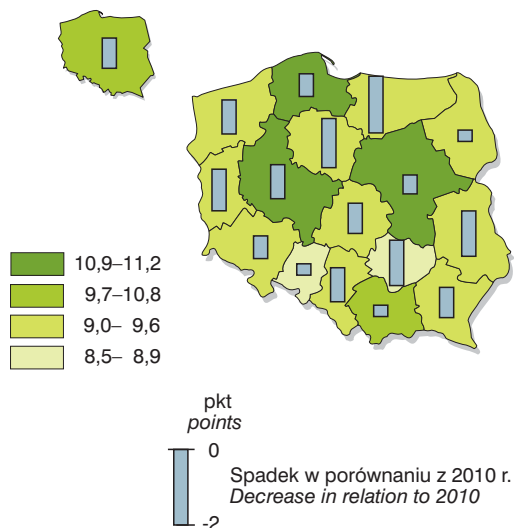 10,9–11,2
9,7–10,8
9,0– 9,6
8,5– 8,9
pkt
points
0
Spadek w porównaniu z 2010 r.
Decrease in relation to 2010
-2